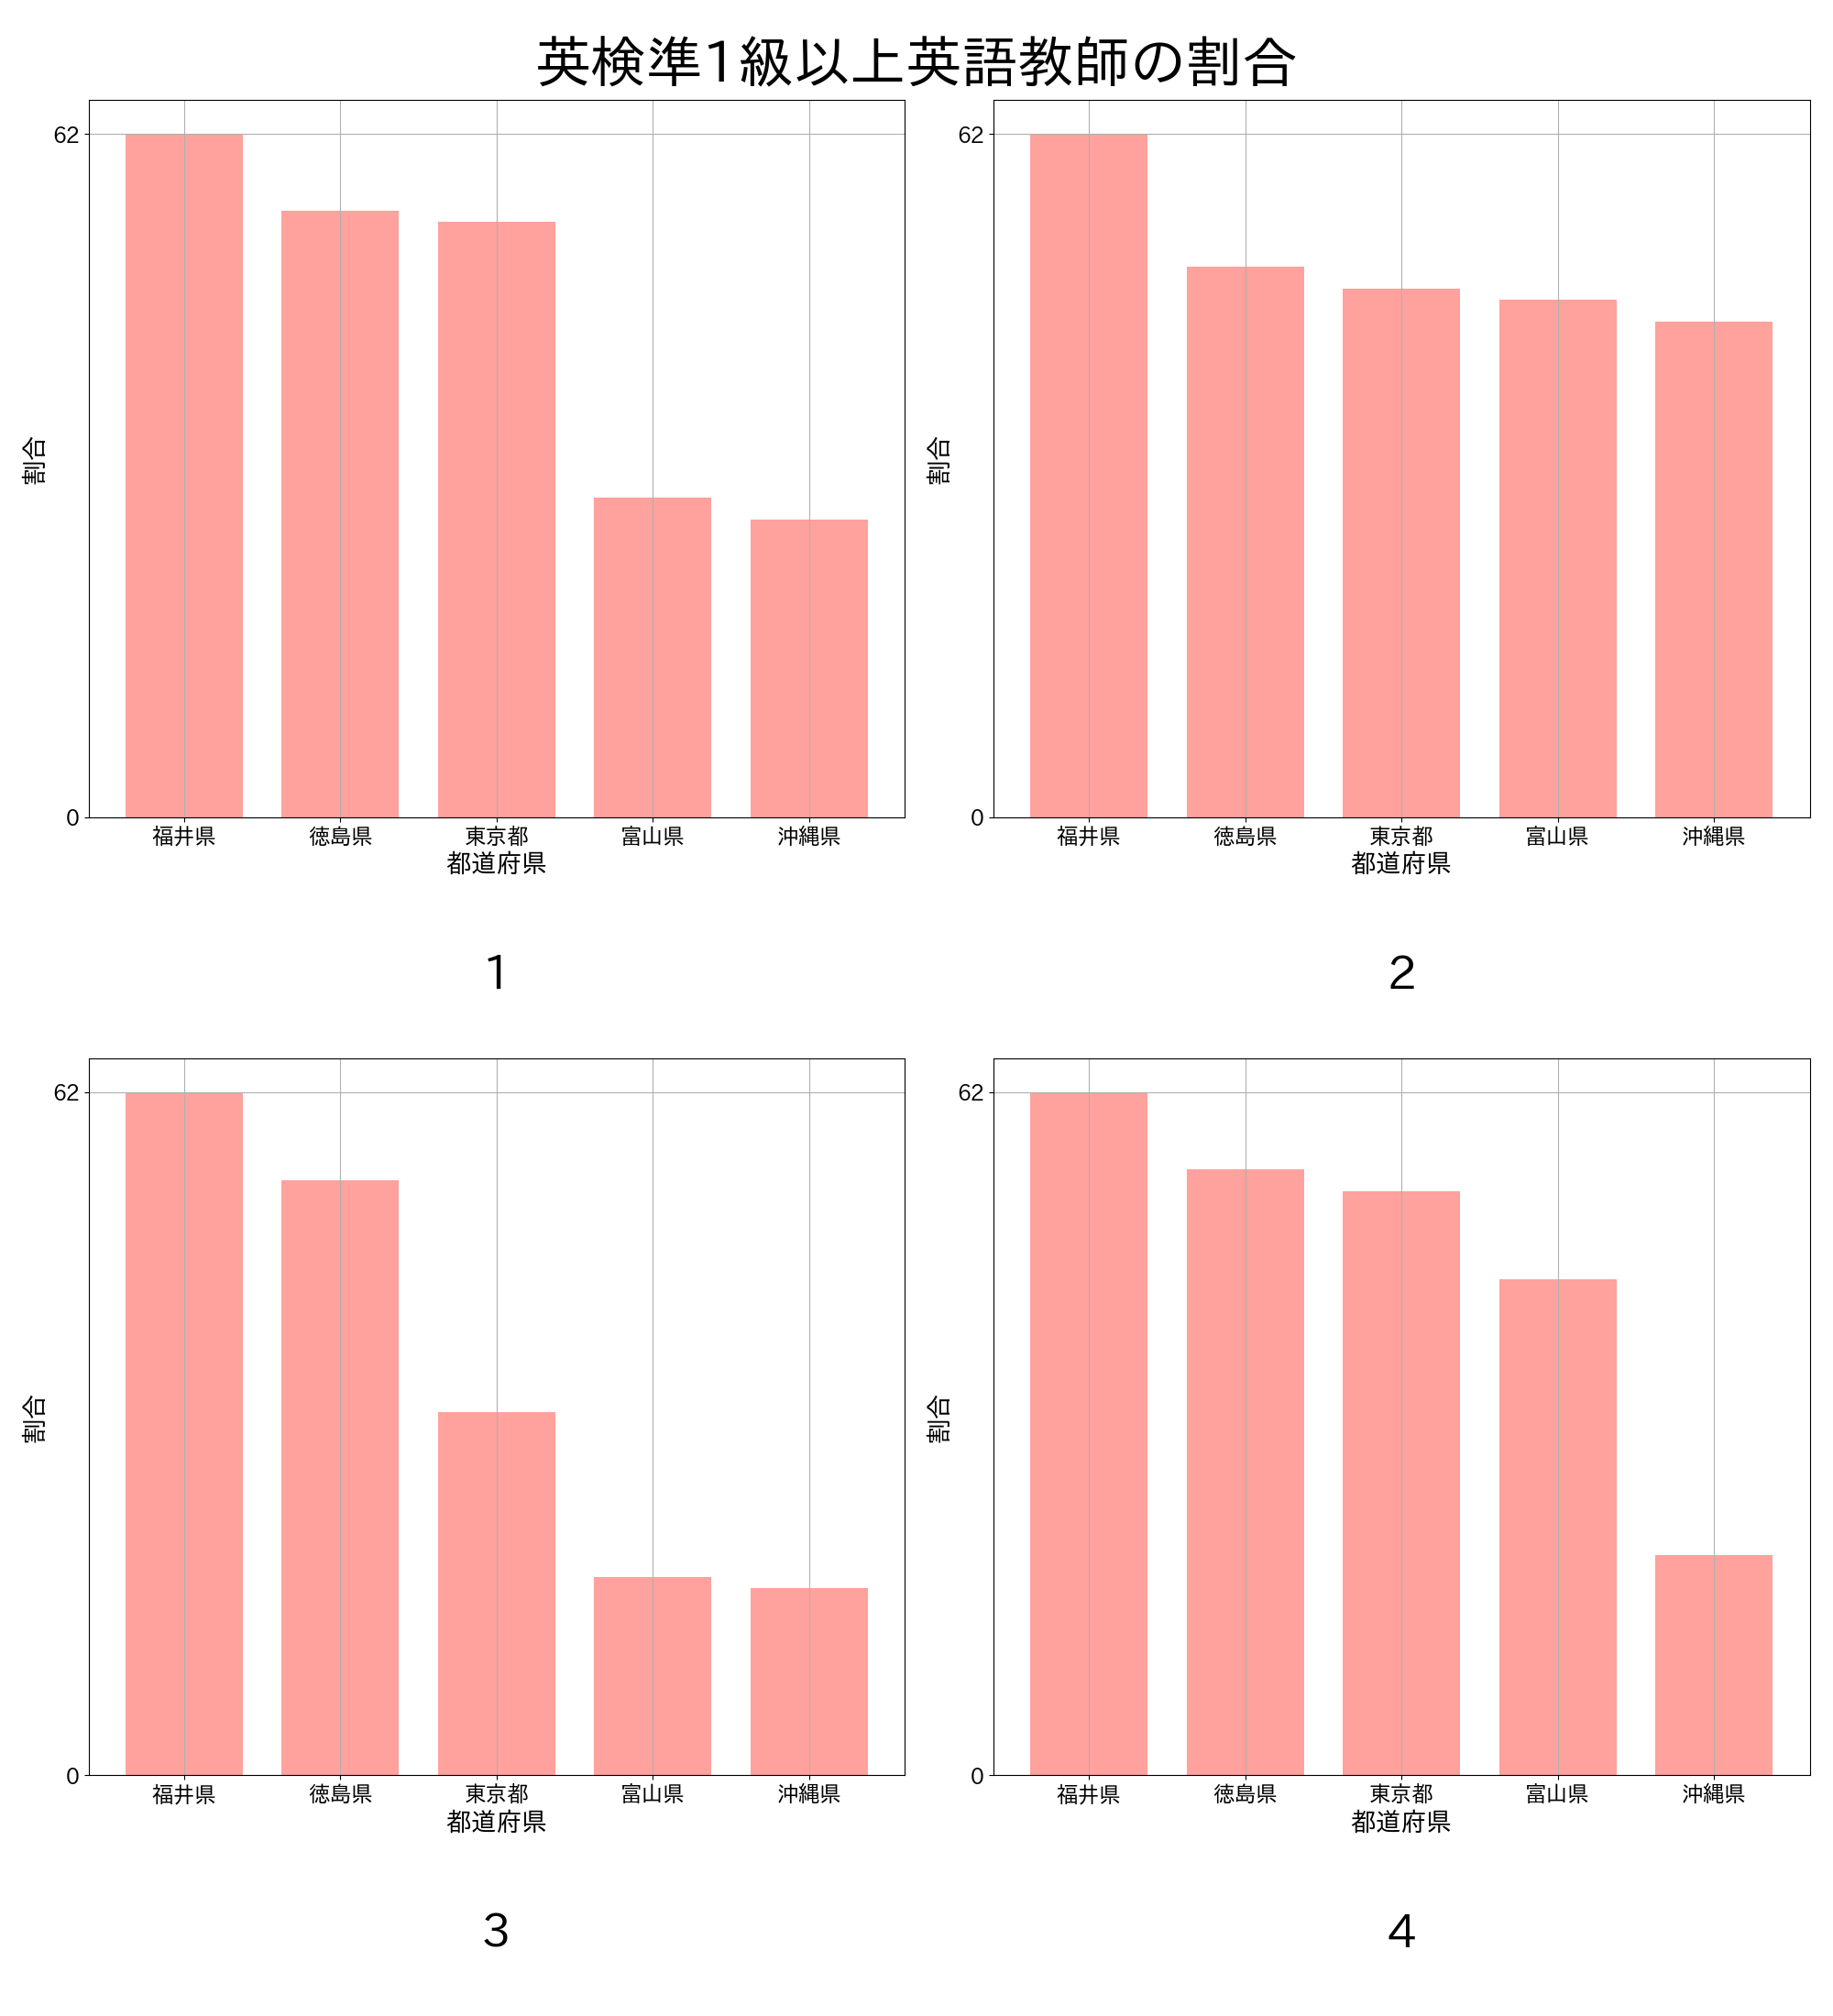 英検準1級以上英語教師の割合
62
0
割合
福井県 徳島県 東京都 富山県 沖縄県
都道府県
1
62
0
割合
福井県 徳島県 東京都 富山県 沖縄県
都道府県
2
62
0
割合
福井県 徳島県 東京都 富山県 沖縄県
都道府県
3
62
0
割合
福井県 徳島県 東京都 富山県 沖縄県
都道府県
4